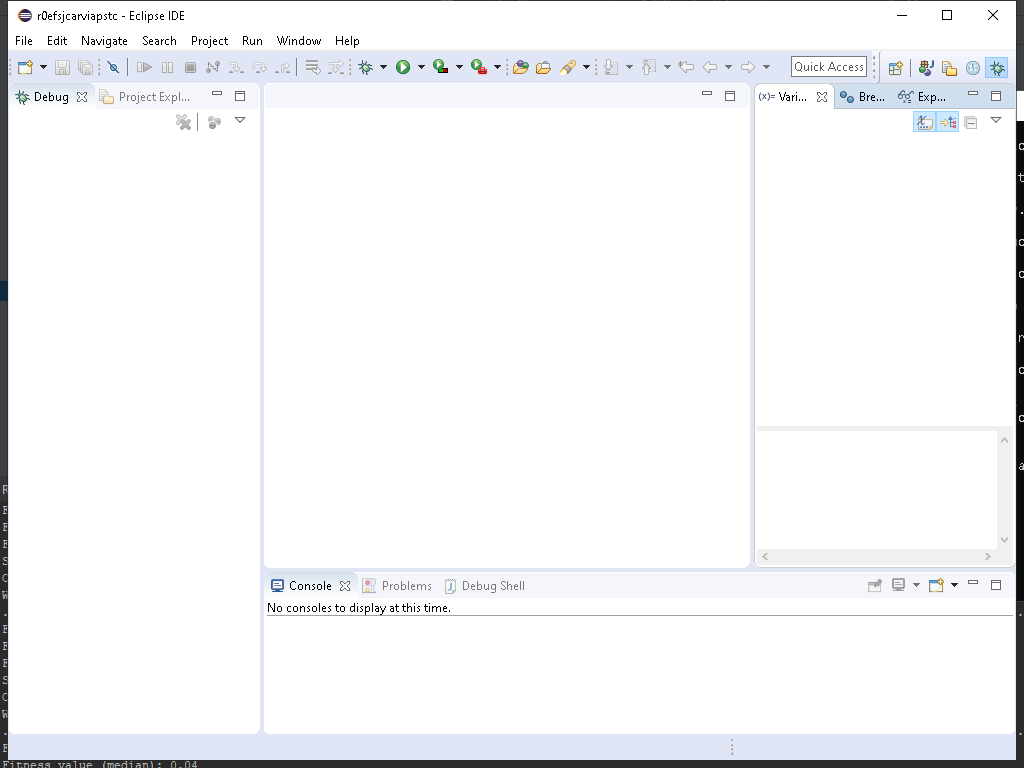 r0efsjcarviapstc - Eclipse IDE
File Edit Navigate Search Project Run Window Help
Quick Access
Debug Project Expl...
(x)= Vari... Bre... Exp...
Console Problems Debug Shell
No consoles to display at this time.
Fitness value (median): 0.04